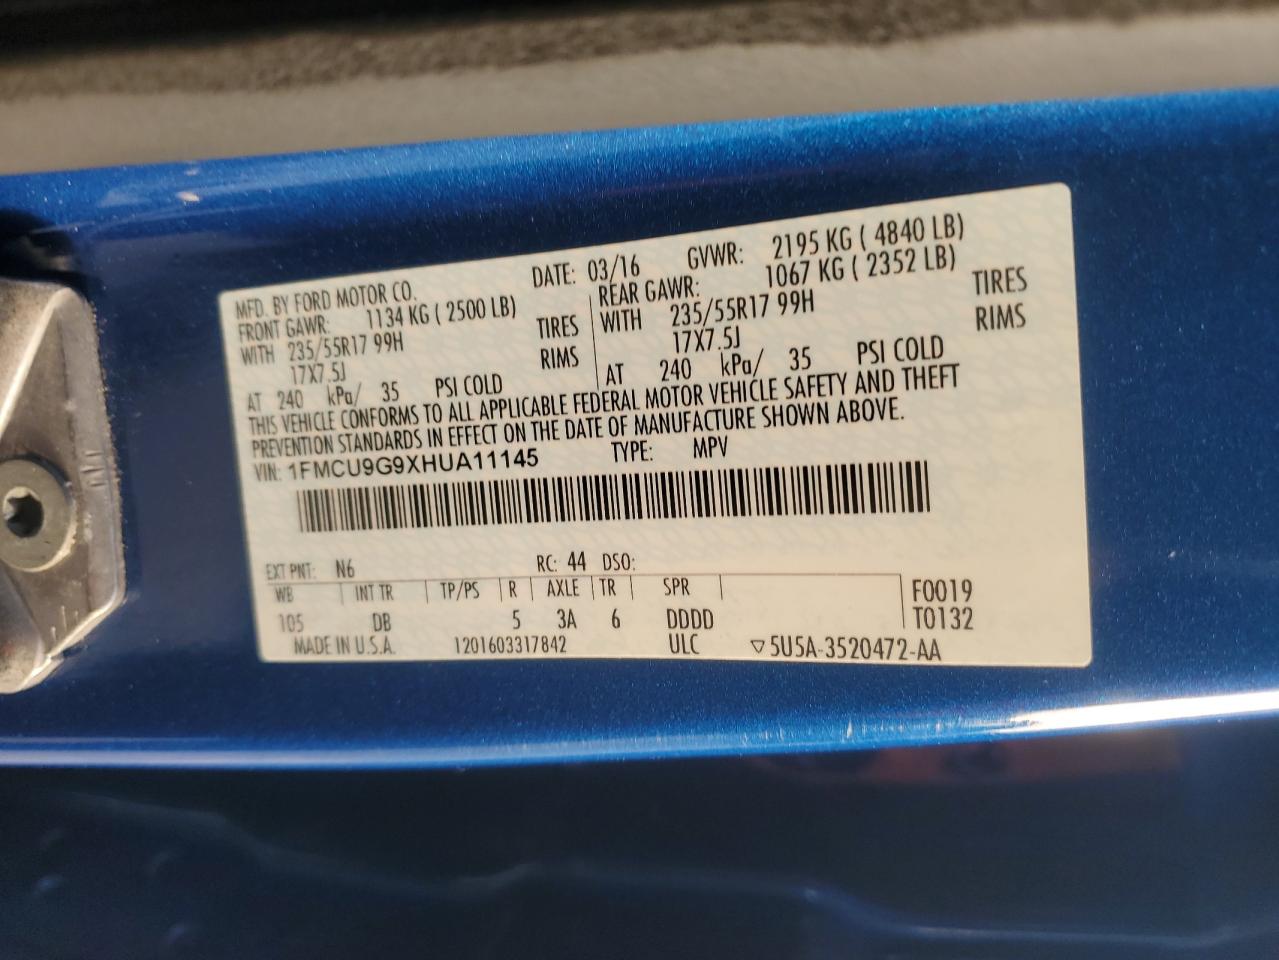 MFD. BY FORD MOTOR CO.
DATE: 03/16 GVWR: 2195 KG ( 4840 LB)
FRONT GAWR: 1134 KG ( 2500 LB)
WITH 235/55R17 99H TIRES
17X7.5J RIMS
AT 240 kPa/ 35 PSI COLD
REAR GAWR: 1067 KG ( 2352 LB)
WITH 235/55R17 99H TIRES
17X7.5J RIMS
AT 240 kPa/ 35 PSI COLD
THIS VEHICLE CONFORMS TO ALL APPLICABLE FEDERAL MOTOR VEHICLE SAFETY AND THEFT
PREVENTION STANDARDS IN EFFECT ON THE DATE OF MANUFACTURE SHOWN ABOVE.
VIN: 1FMCU9G9XHUA11145 TYPE: MPV
EXT PNT: N6 RC: 44 DSO:
WB INT TR TP/PS R AXLE TR SPR F0019
105 DB 5 3A 6 DDDD T0132
MADE IN U.S.A. 1201603317842 ULC ▽5U5A-3520472-AA